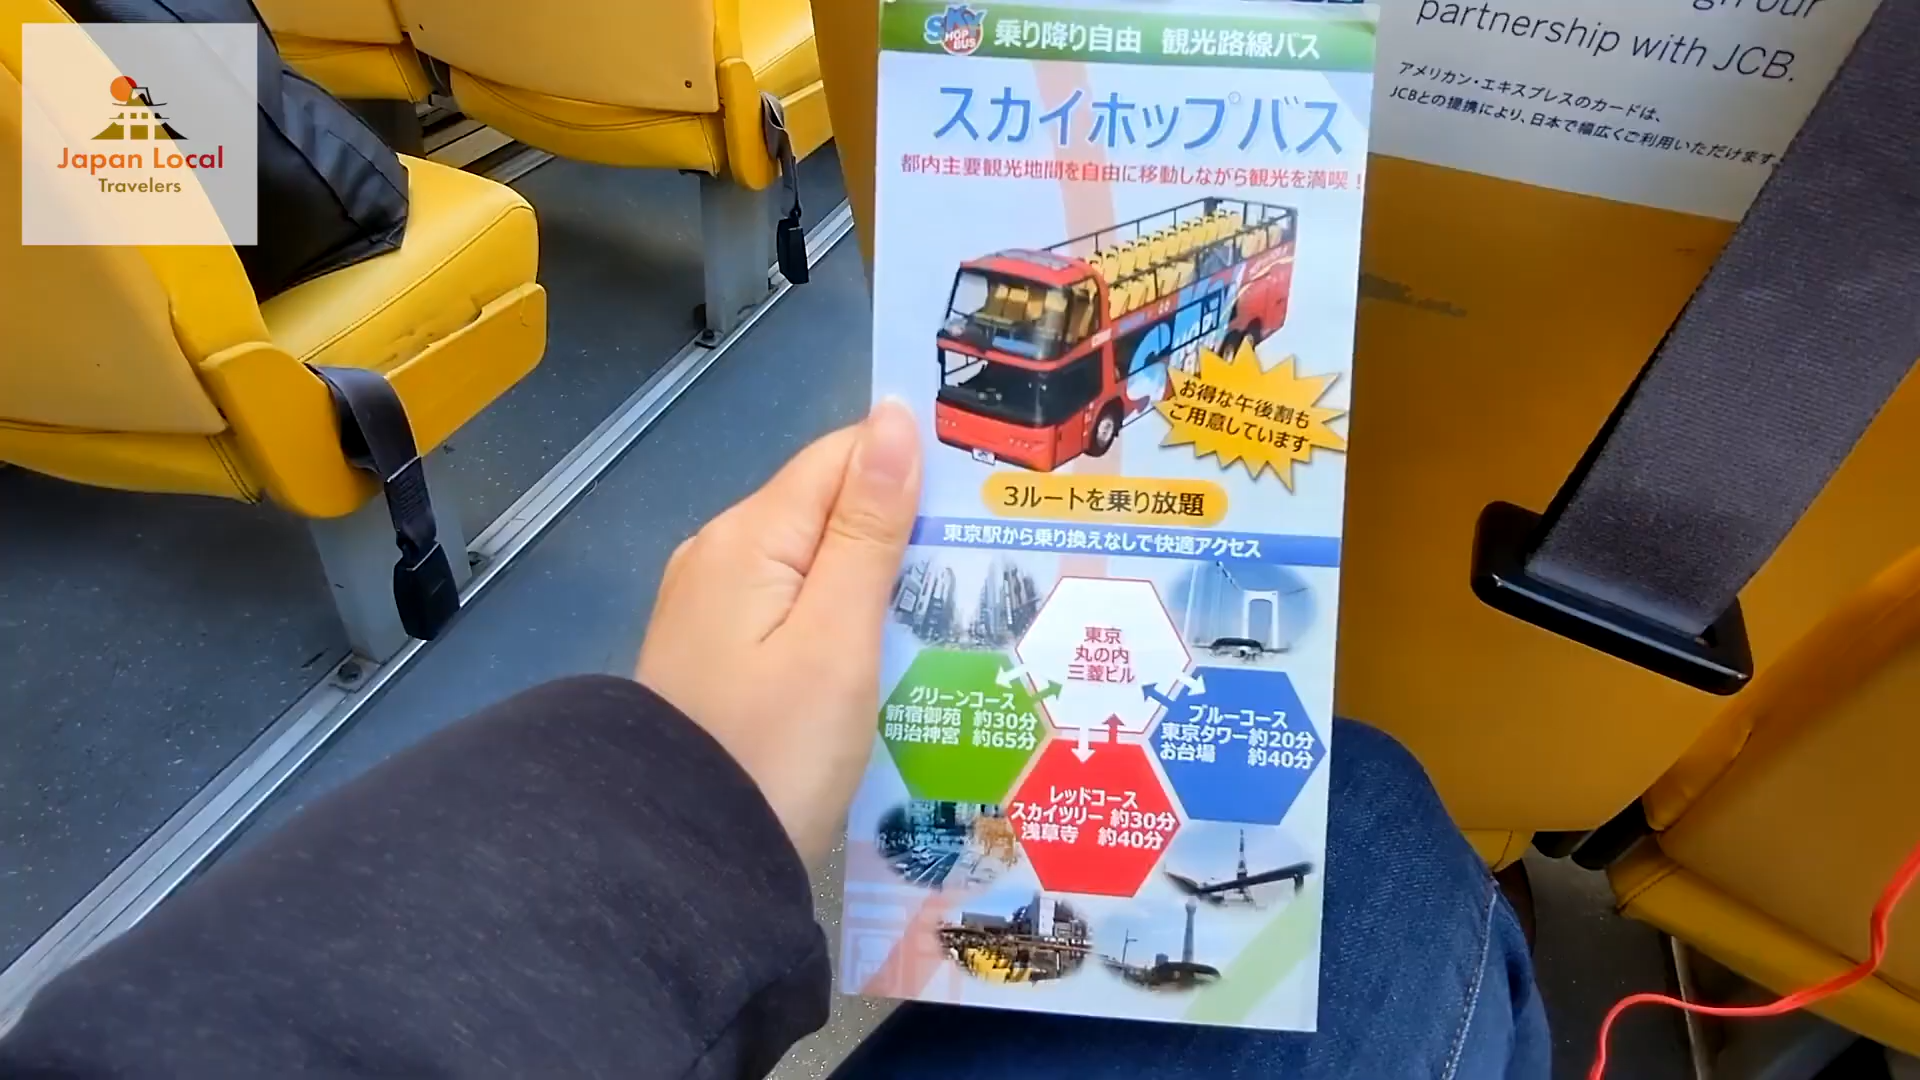 Japan Local
Travelers
SKY
HOP
BUS
乗り降り自由 観光路線バス
スカイホップバス
都内主要観光地間を自由に移動しながら観光を満喫！
お得な午後割も
ご用意しています
3ルートを乗り放題
東京駅から乗り換えなしで快適アクセス
東京
丸の内
三菱ビル
グリーンコース
新宿御苑 約30分
明治神宮 約65分
ブルーコース
東京タワー約20分
お台場 約40分
レッドコース
スカイツリー 約30分
浅草寺 約40分
our
partnership with JCB.
アメリカン・エキスプレスのカードは、
JCBとの提携により、日本で幅広くご利用いただけます。